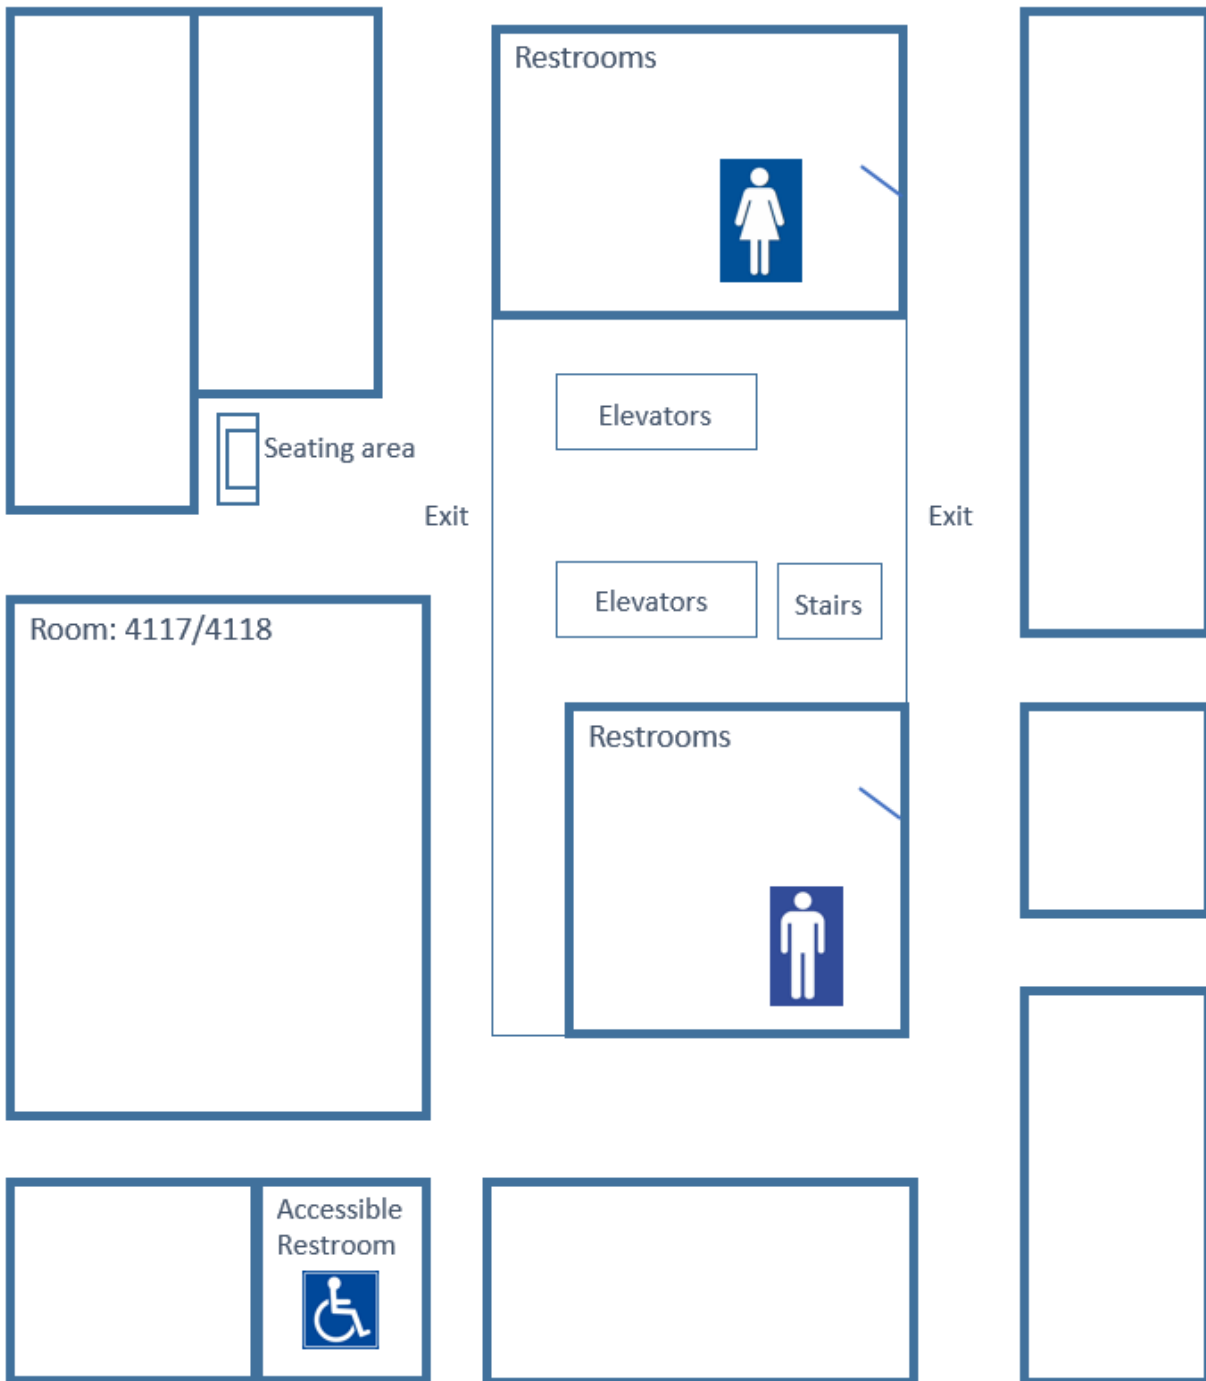 Restrooms
Elevators
Seating area
Exit
Exit
Elevators
Stairs
Room: 4117/4118
Restrooms
Accessible
Restroom